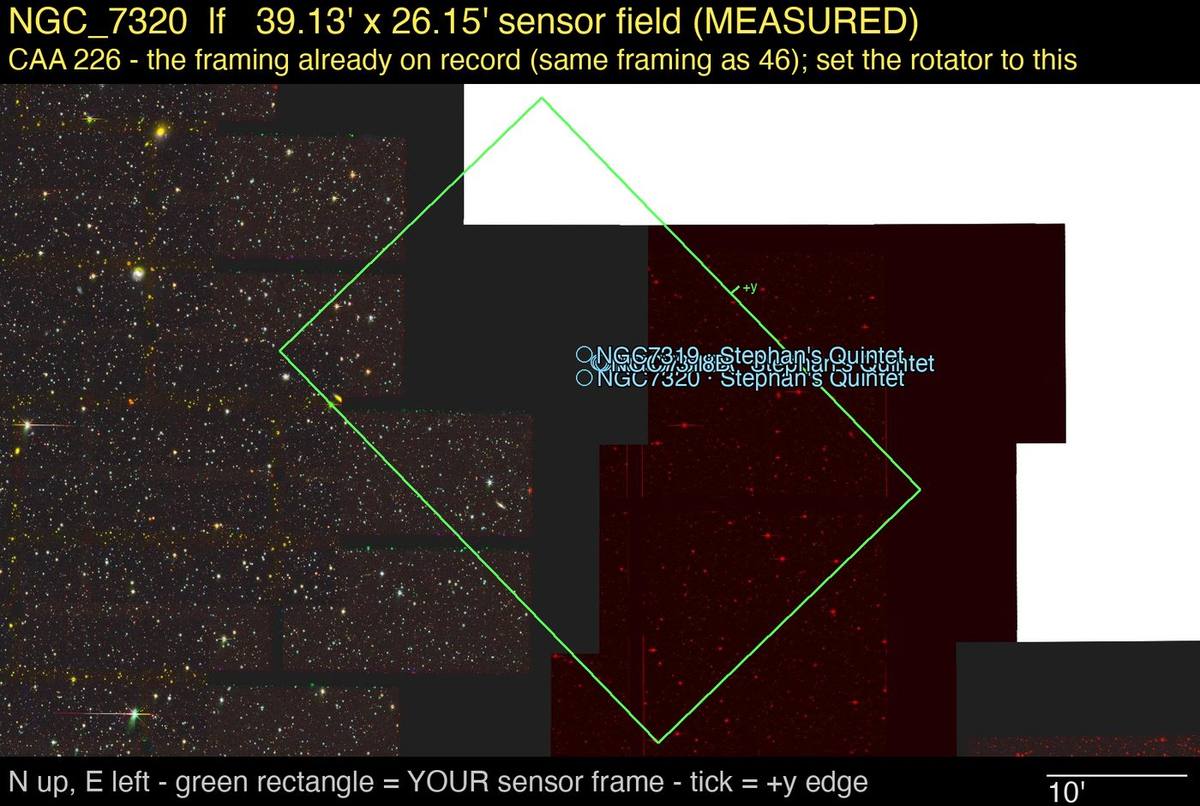 NGC_7320 lf 39.13' x 26.15' sensor field (MEASURED)
CAA 226 - the framing already on record (same framing as 46); set the rotator to this
+y
NGC7319 · Stephan's Quintet
Stephan's Quintet
NGC7320 · Stephan's Quintet
N up, E left - green rectangle = YOUR sensor frame - tick = +y edge
10'